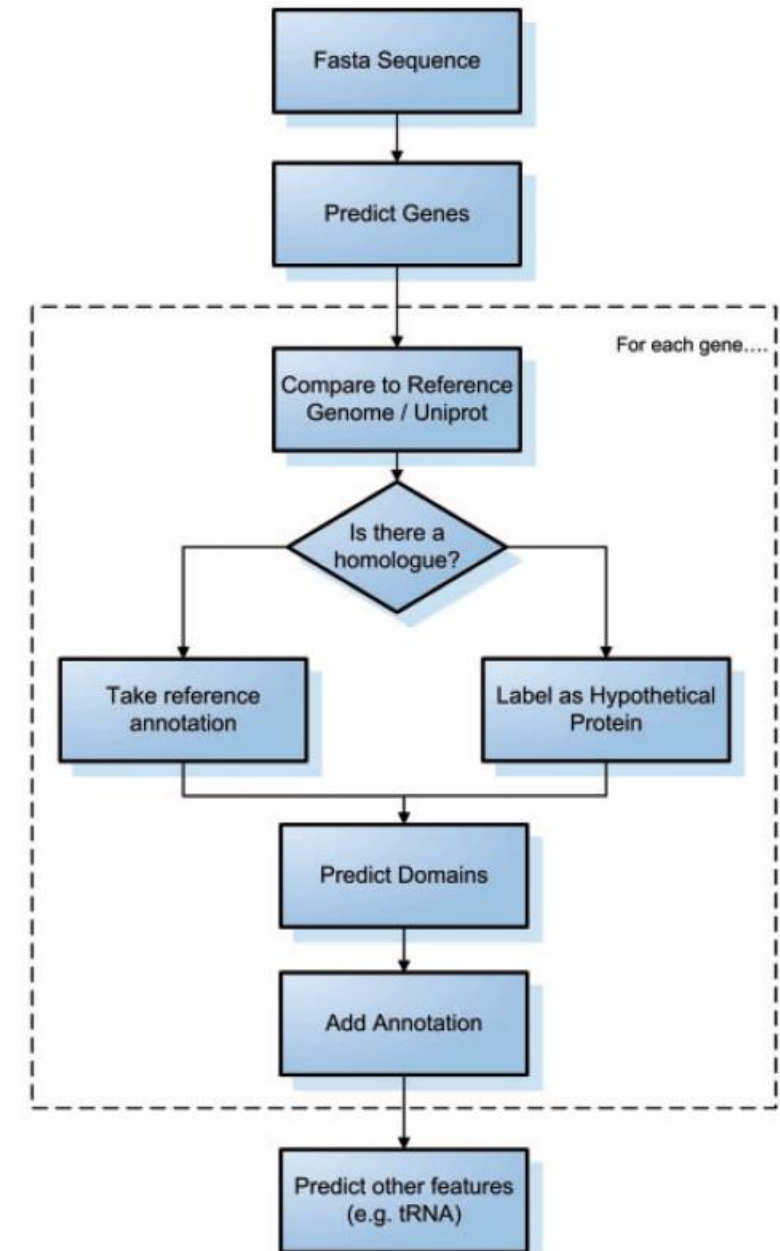 Fasta Sequence
Predict Genes
For each gene....
Compare to Reference
Genome / Uniprot
Is there a
homologue?
Take reference
annotation
Label as Hypothetical
Protein
Predict Domains
Add Annotation
Predict other features
(e.g. tRNA)